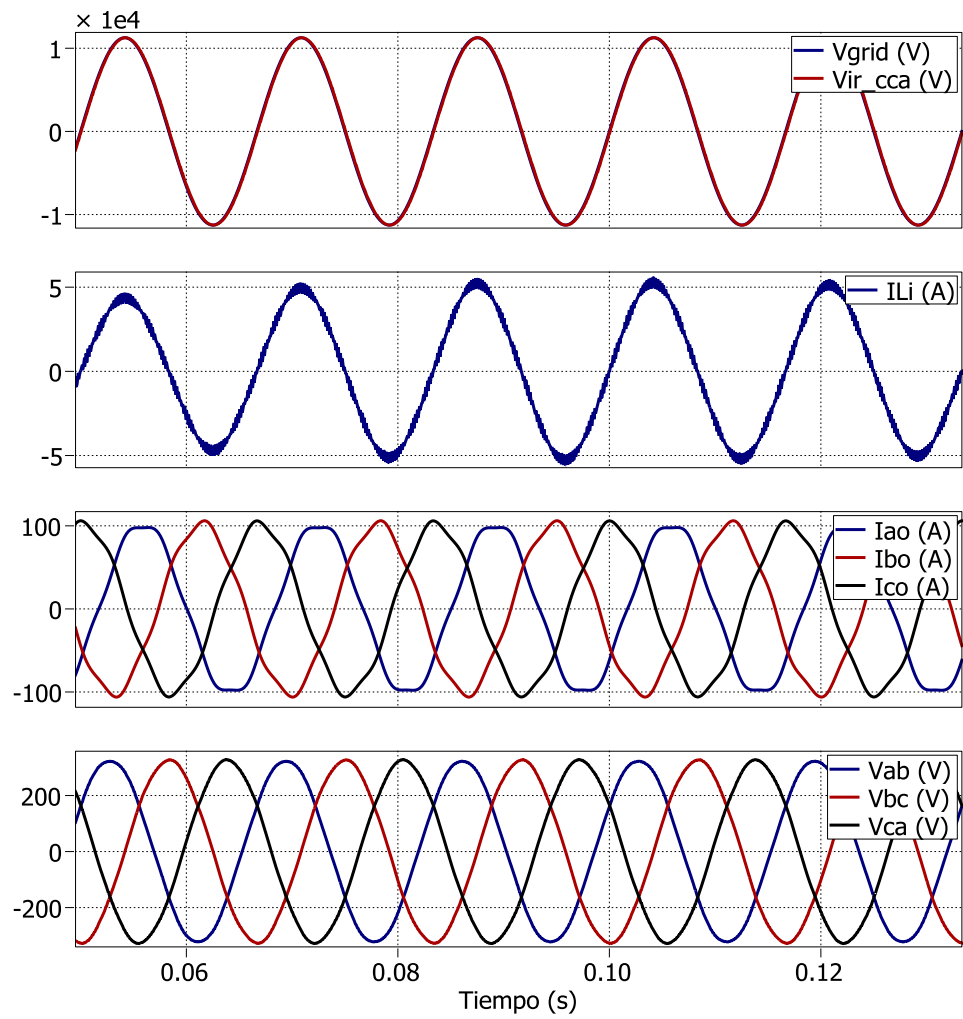 × 1e4
1
0
-1
Vgrid (V)
Vir_cca (V)
5
0
-5
ILi (A)
100
0
-100
Iao (A)
Ibo (A)
Ico (A)
200
0
-200
Vab (V)
Vbc (V)
Vca (V)
0.06 0.08 0.10 0.12
Tiempo (s)